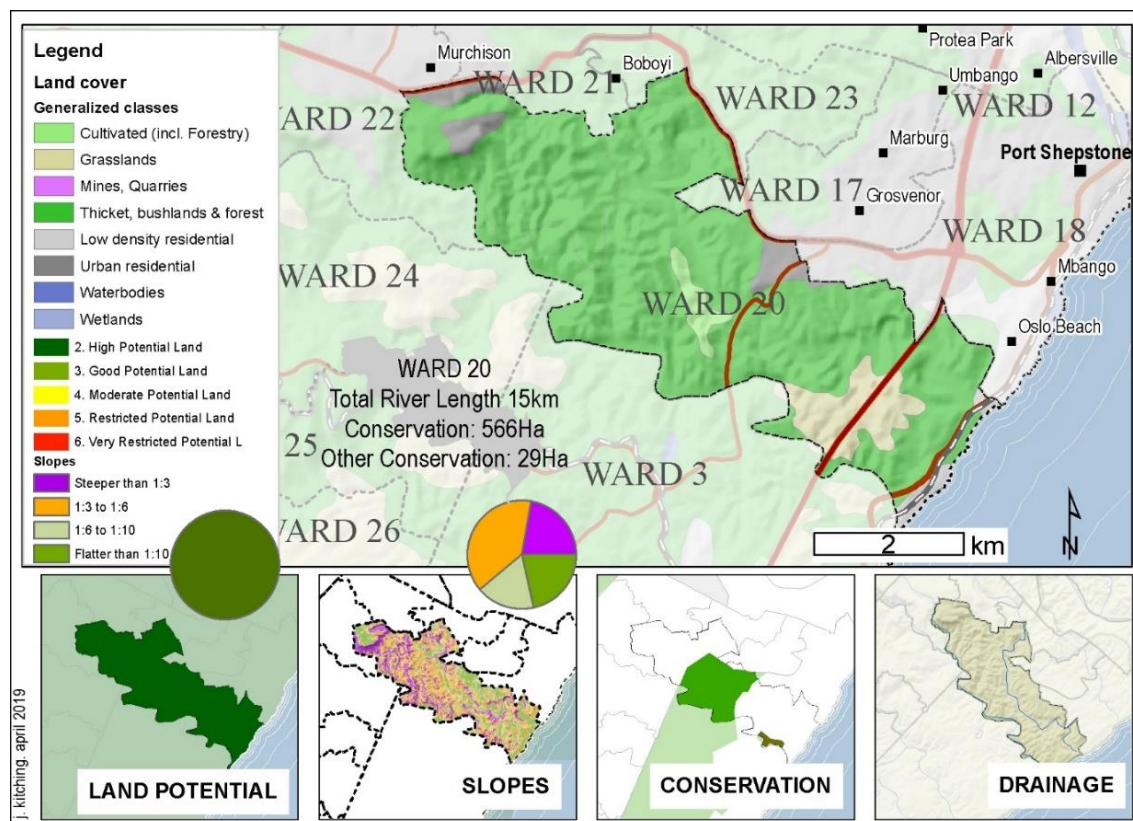 Legend
Land cover
Generalized classes
Cultivated (incl. Forestry)
Grasslands
Mines, Quarries
Thicket, bushlands & forest
Low density residential
Urban residential
Waterbodies
Wetlands
2. High Potential Land
3. Good Potential Land
4. Moderate Potential Land
5. Restricted Potential Land
6. Very Restricted Potential L
Slopes
Steeper than 1:3
1:3 to 1:6
1:6 to 1:10
Flatter than 1:10
Murchison
Boboyi
Protea Park
Albersville
Umbango
WARD 21
WARD 22
WARD 23
WARD 12
Marburg
Port Shepstone
WARD 17
Grosvenor
WARD 18
WARD 24
Mbango
WARD 20
Oslo Beach
WARD 20
Total River Length 15km
Conservation: 566Ha
Other Conservation: 29Ha
25
WARD 3
WARD 26
2
km
N
j. kitching. april 2019
LAND POTENTIAL
SLOPES
CONSERVATION
DRAINAGE